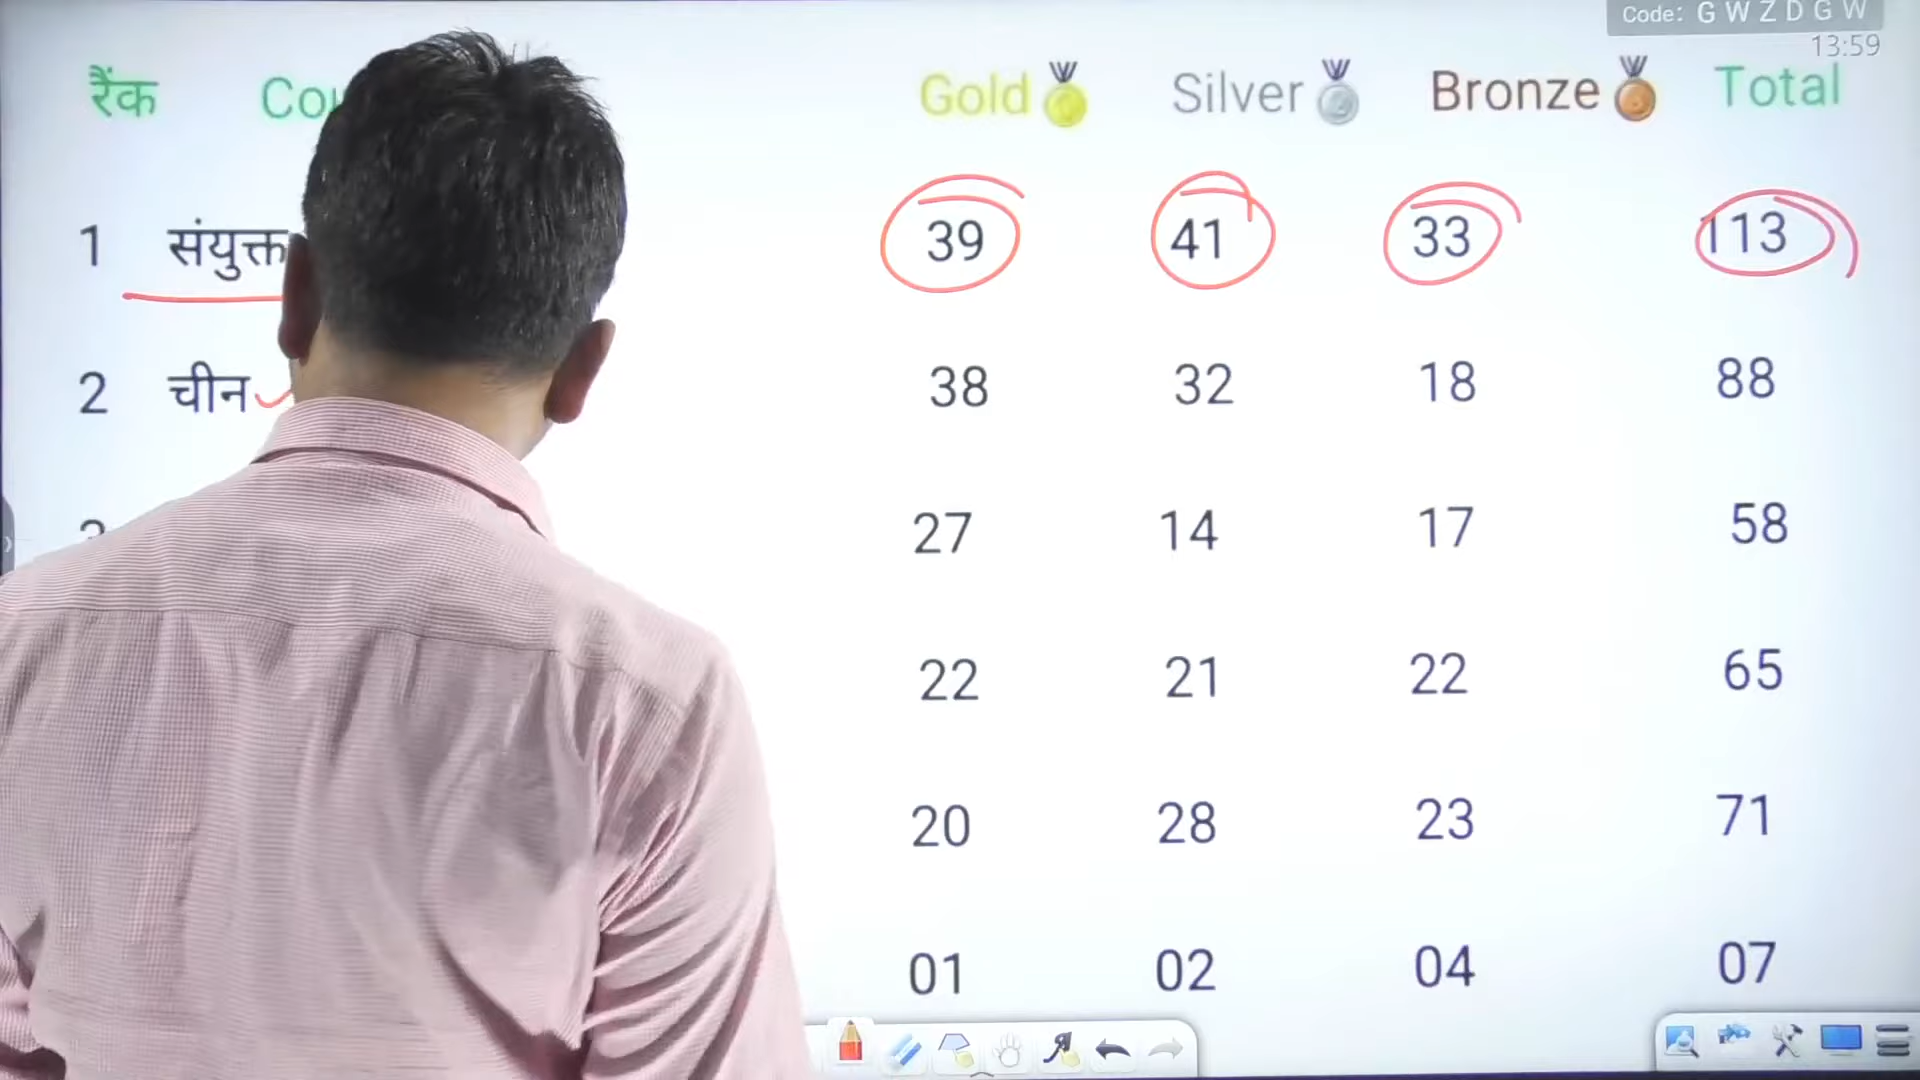 Code: G W Z D G W
13:59
रैंक Gold Silver Bronze Total
1 संयुक्त 39 41 33 113
2 चीन 38 32 18 88
27 14 17 58
22 21 22 65
20 28 23 71
01 02 04 07